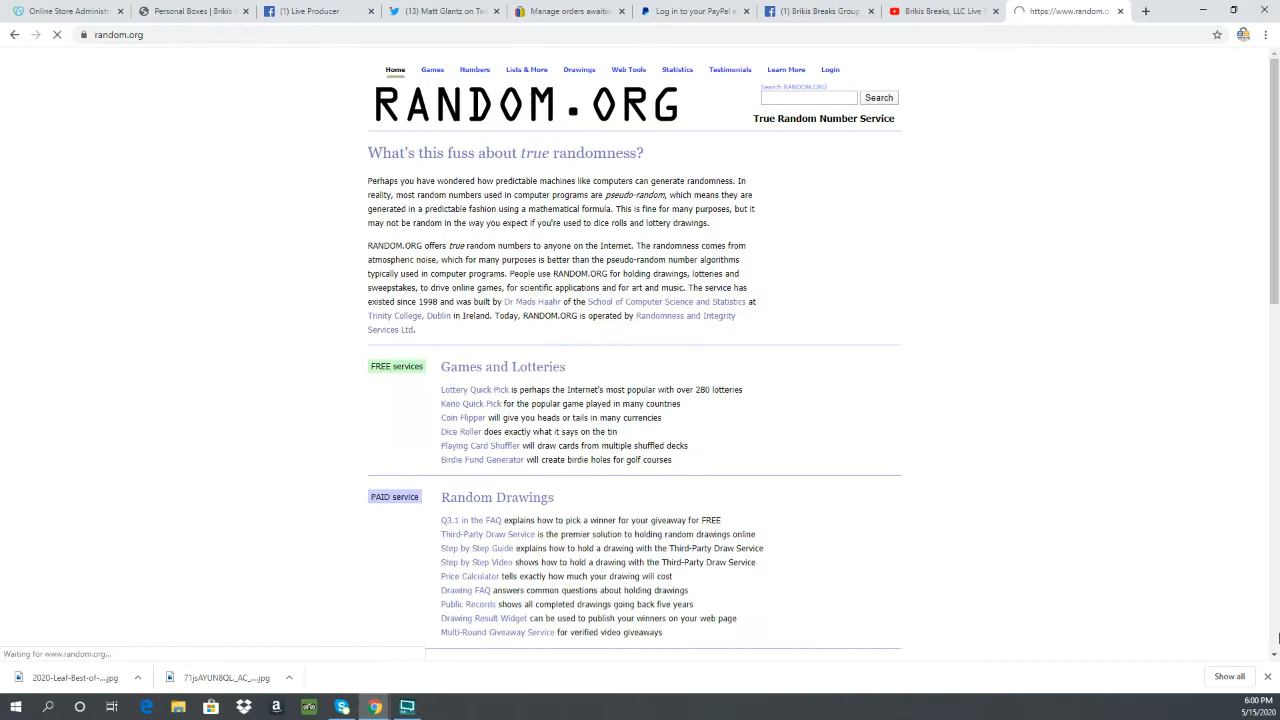 Online Store Administ
Personal Boxes | Brikis
(1) Live Producer
(13) Matt Glantz on Tw
Manage orders awaitin
Log in to your PayPal a
(1) Brikis Breaks Group
Brikis Breaks, LLC Live S
https://www.random.o
random.org
Home Games Numbers Lists & More Drawings Web Tools Statistics Testimonials Learn More Login
RANDOM.ORG
Search RANDOM.ORG
Search
True Random Number Service
What's this fuss about true randomness?
Perhaps you have wondered how predictable machines like computers can generate randomness. In
reality, most random numbers used in computer programs are pseudo-random, which means they are
generated in a predictable fashion using a mathematical formula. This is fine for many purposes, but it
may not be random in the way you expect if you're used to dice rolls and lottery drawings.
RANDOM.ORG offers true random numbers to anyone on the Internet. The randomness comes from
atmospheric noise, which for many purposes is better than the pseudo-random number algorithms
typically used in computer programs. People use RANDOM.ORG for holding drawings, lotteries and
sweepstakes, to drive online games, for scientific applications and for art and music. The service has
existed since 1998 and was built by Dr Mads Haahr of the School of Computer Science and Statistics at
Trinity College, Dublin in Ireland. Today, RANDOM.ORG is operated by Randomness and Integrity
Services Ltd.
FREE services
Games and Lotteries
Lottery Quick Pick is perhaps the Internet's most popular with over 280 lotteries
Keno Quick Pick for the popular game played in many countries
Coin Flipper will give you heads or tails in many currencies
Dice Roller does exactly what it says on the tin
Playing Card Shuffler will draw cards from multiple shuffled decks
Birdie Fund Generator will create birdie holes for golf courses
PAID service
Random Drawings
Q3.1 in the FAQ explains how to pick a winner for your giveaway for FREE
Third-Party Draw Service is the premier solution to holding random drawings online
Step by Step Guide explains how to hold a drawing with the Third-Party Draw Service
Step by Step Video shows how to hold a drawing with the Third-Party Draw Service
Price Calculator tells exactly how much your drawing will cost
Drawing FAQ answers common questions about holding drawings
Public Records shows all completed drawings going back five years
Drawing Result Widget can be used to publish your winners on your web page
Multi-Round Giveaway Service for verified video giveaways
Waiting for www.random.org...
2020-Leaf-Best-of-....jpg
71jsAYUN8QL._AC_....jpg
Show all
6:00 PM
5/15/2020